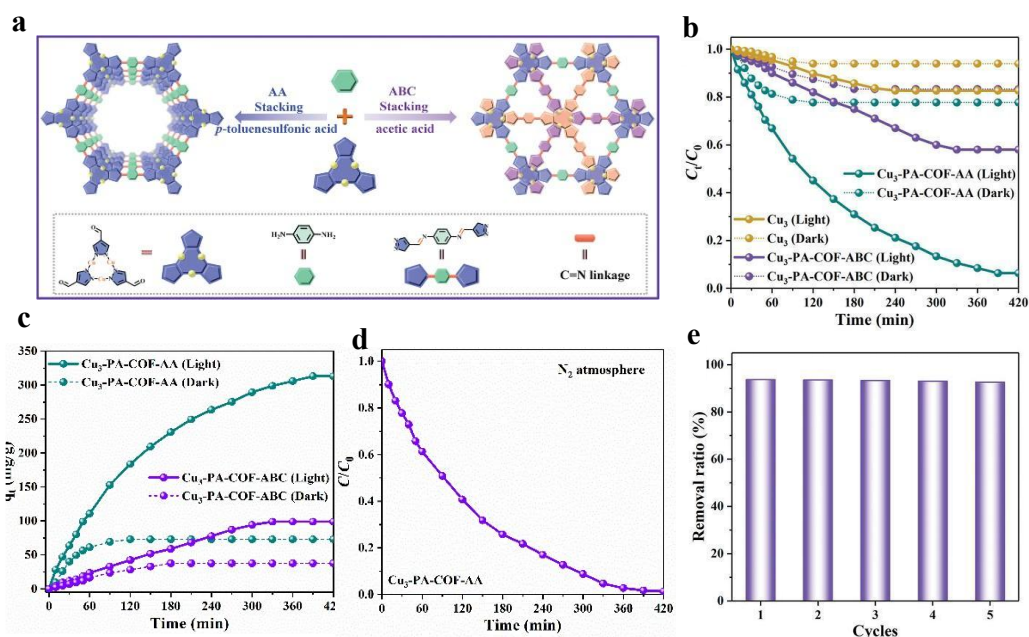 a
AA
Stacking
p-toluenesulfonic acid
+
ABC
Stacking
acetic acid
H₂N
NH₂
C=N linkage
b
Cₜ/C₀
1.0
0.8
0.6
0.4
0.2
0.0
Cu₃-PA-COF-AA (Light)
Cu₃-PA-COF-AA (Dark)
Cu₃ (Light)
Cu₃ (Dark)
Cu₃-PA-COF-ABC (Light)
Cu₃-PA-COF-ABC (Dark)
0 60 120 180 240 300 360 420
Time (min)
c
350
300
250
200
150
100
50
0
Cu₃-PA-COF-AA (Light)
Cu₃-PA-COF-AA (Dark)
Cu₃-PA-COF-ABC (Light)
Cu₃-PA-COF-ABC (Dark)
0 60 120 180 240 300 360 42
Time (min)
d
C/C₀
1.0
0.8
0.6
0.4
0.2
0.0
N₂ atmosphere
Cu₃-PA-COF-AA
0 60 120 180 240 300 360 420
Time (min)
e
Removal ratio (%)
100
80
60
40
20
0
1 2 3 4 5
Cycles